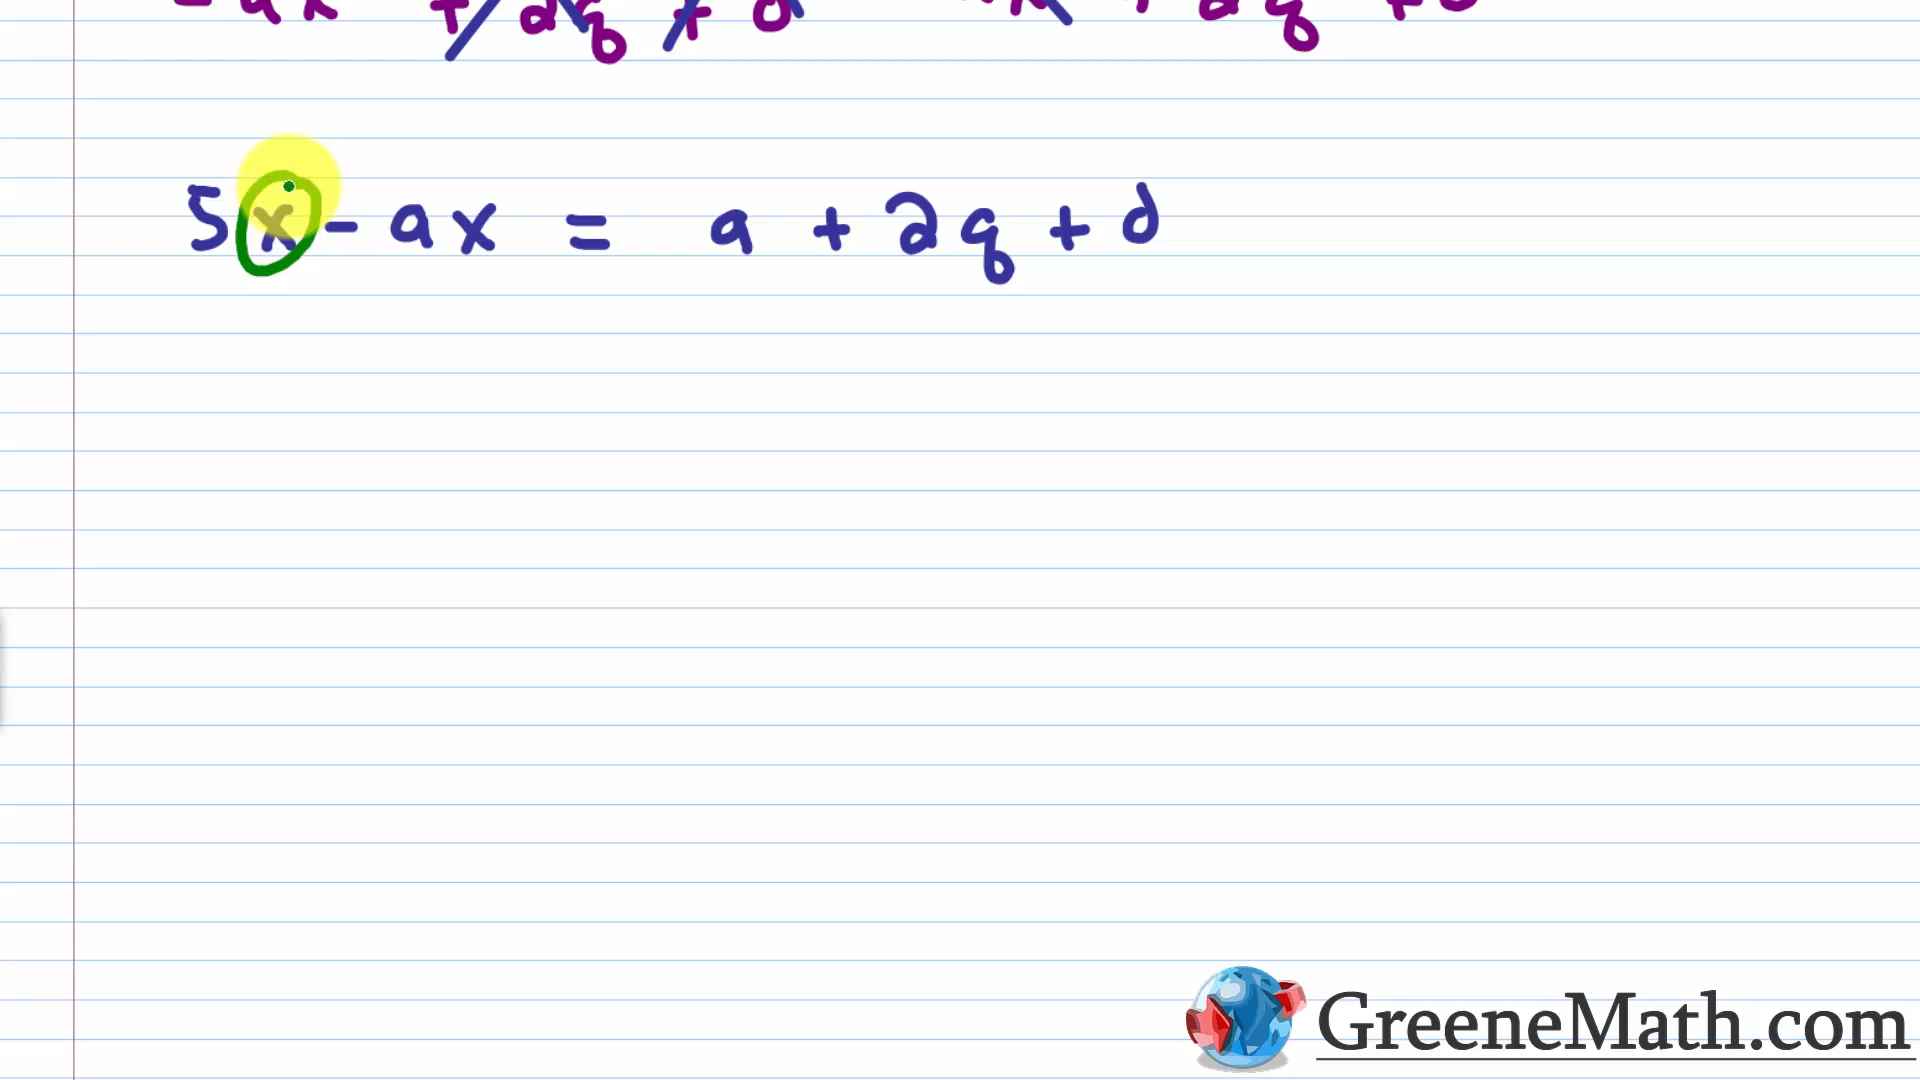 5x - ax = a + 2q + d
GreeneMath.com